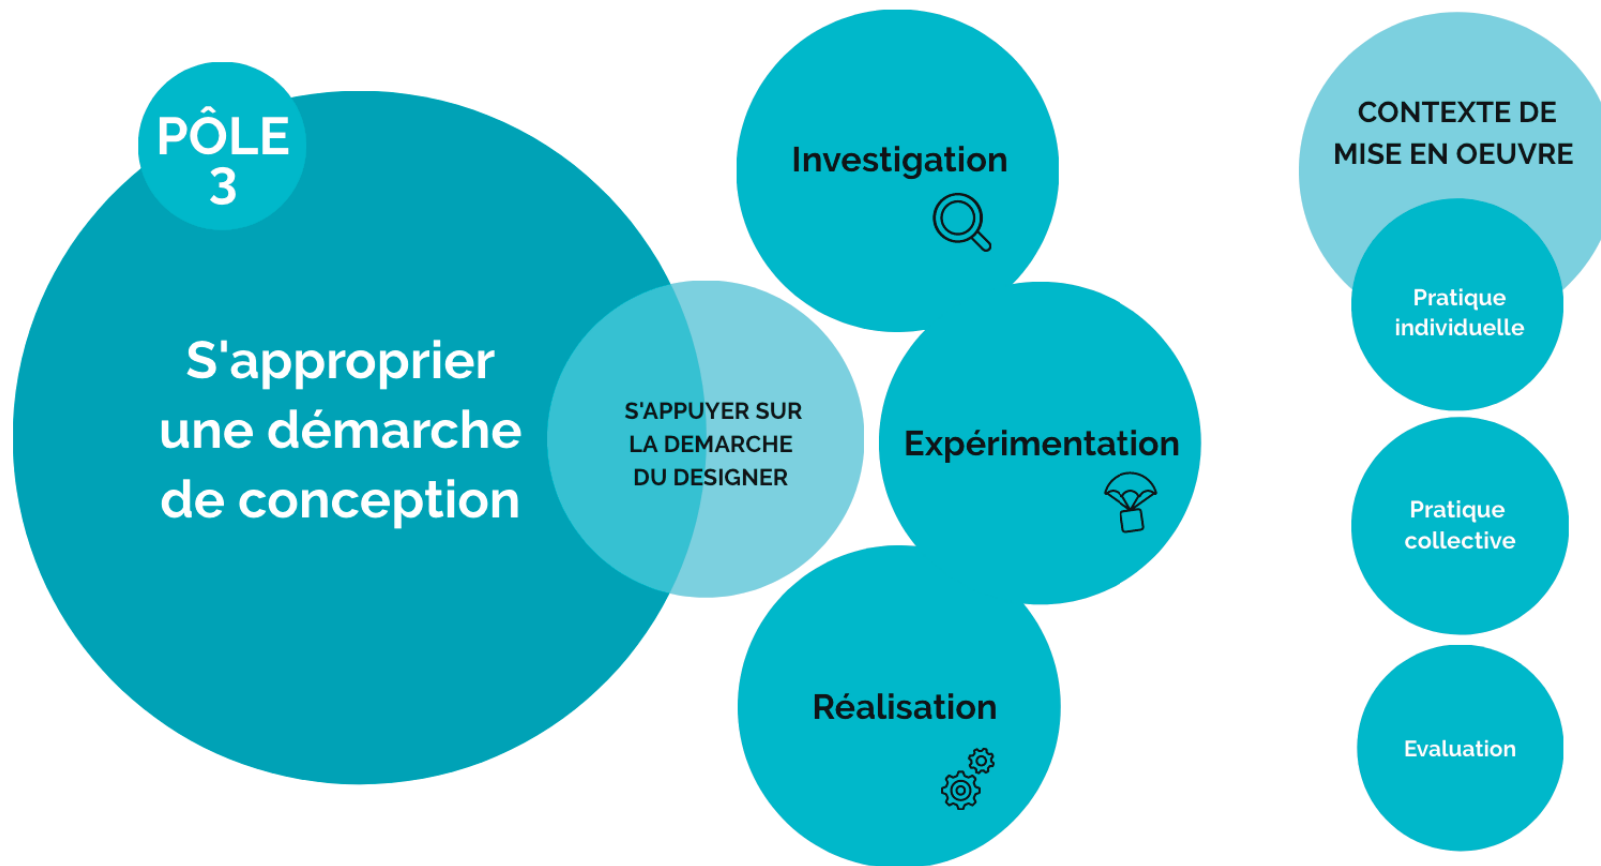 PÔLE
3
S'approprier
une démarche
de conception
S'APPUYER SUR
LA DEMARCHE
DU DESIGNER
Investigation
Expérimentation
Réalisation
CONTEXTE DE
MISE EN OEUVRE
Pratique
individuelle
Pratique
collective
Evaluation